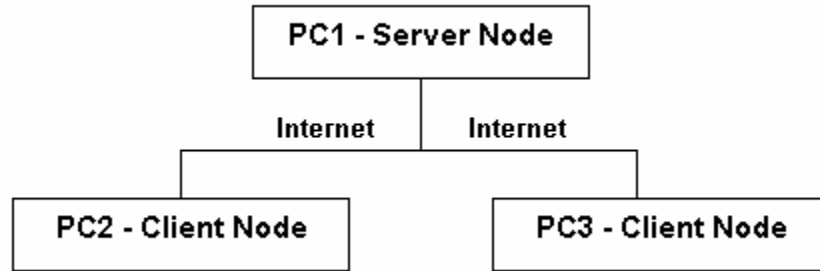 PC1 - Server Node
Internet
Internet
PC2 - Client Node
PC3 - Client Node